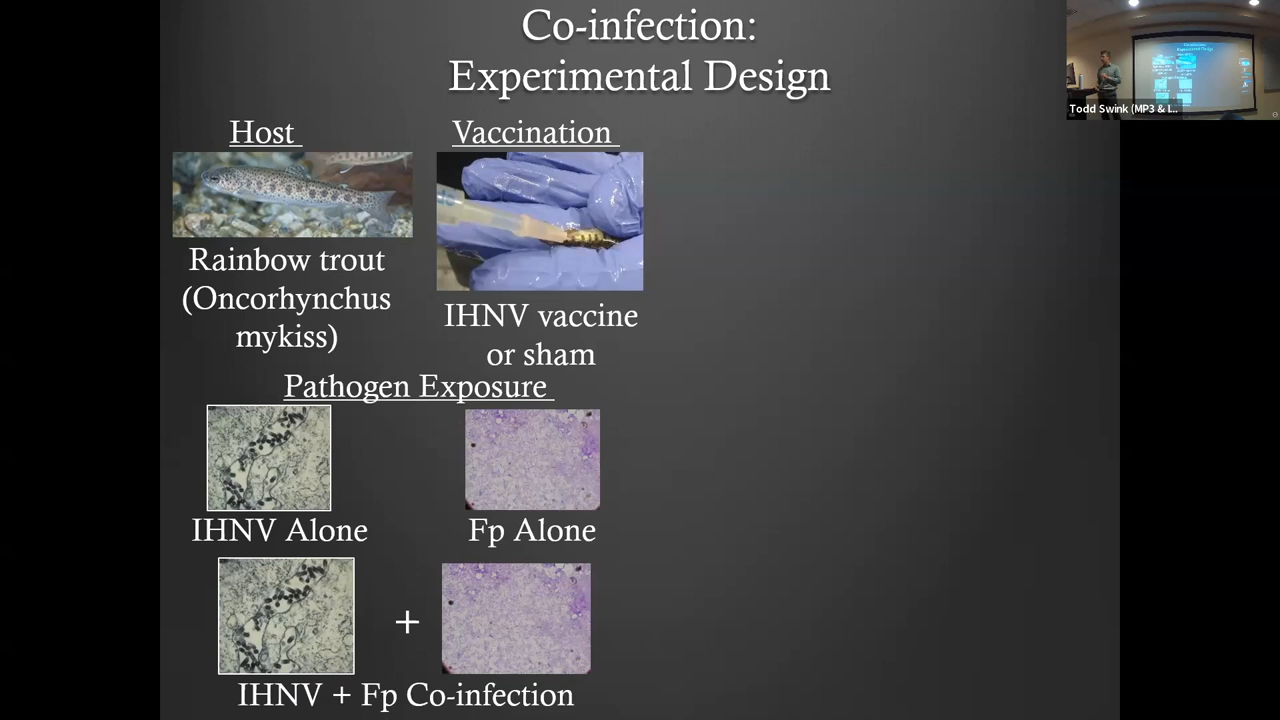 Co-infection:
Experimental Design
Host
Vaccination
Rainbow trout
(Oncorhynchus
mykiss)
IHNV vaccine
or sham
Pathogen Exposure
IHNV Alone
Fp Alone
+
IHNV + Fp Co-infection
Todd Swink (MP3 & I...